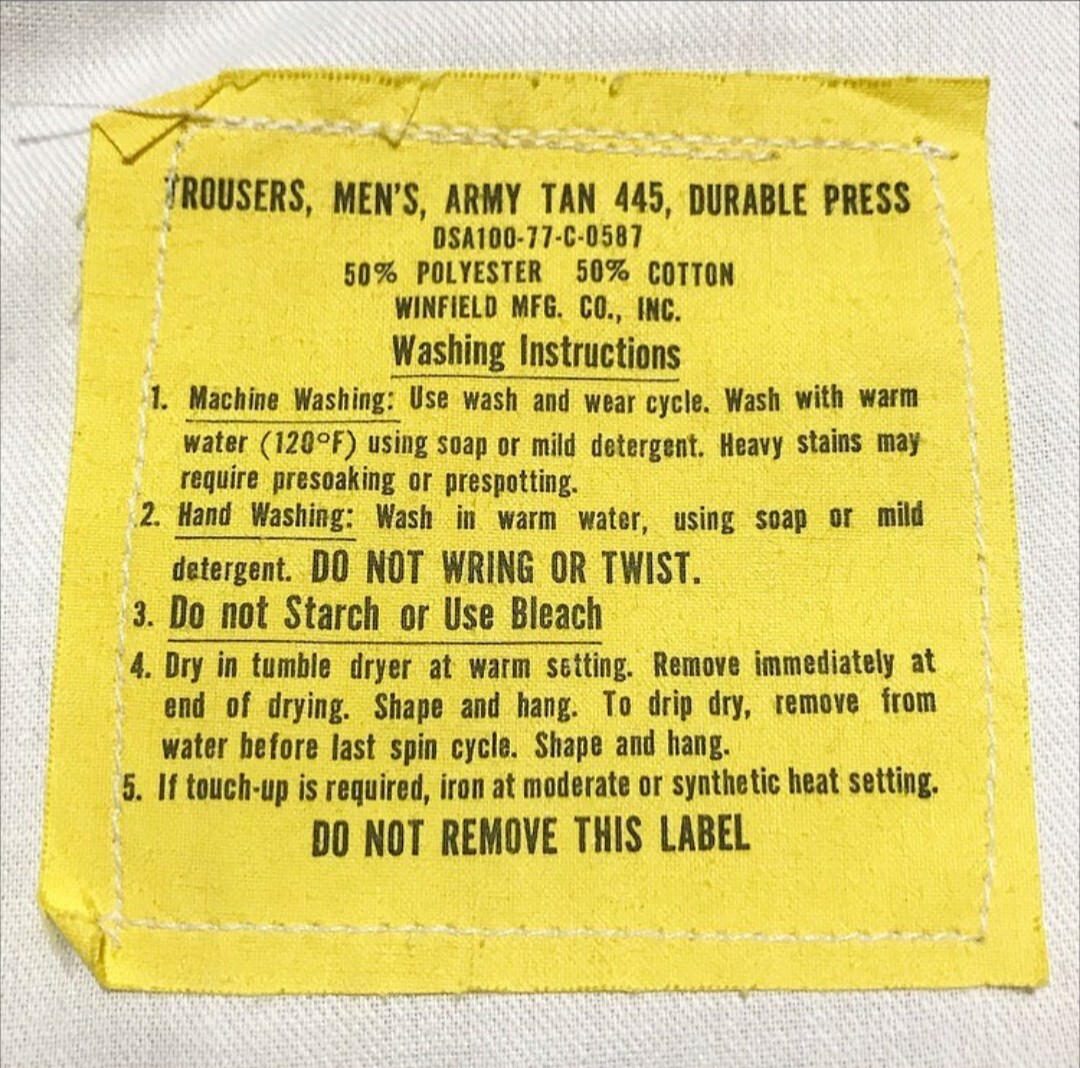 TROUSERS, MEN'S, ARMY TAN 445, DURABLE PRESS
DSA100-77-C-0587
50% POLYESTER 50% COTTON
WINFIELD MFG. CO., INC.
Washing Instructions
1. Machine Washing: Use wash and wear cycle. Wash with warm
water (120°F) using soap or mild detergent. Heavy stains may
require presoaking or prespotting.
2. Hand Washing: Wash in warm water, using soap or mild
detergent. DO NOT WRING OR TWIST.
3. Do not Starch or Use Bleach
4. Dry in tumble dryer at warm setting. Remove immediately at
end of drying. Shape and hang. To drip dry, remove from
water before last spin cycle. Shape and hang.
5. If touch-up is required, iron at moderate or synthetic heat setting.
DO NOT REMOVE THIS LABEL